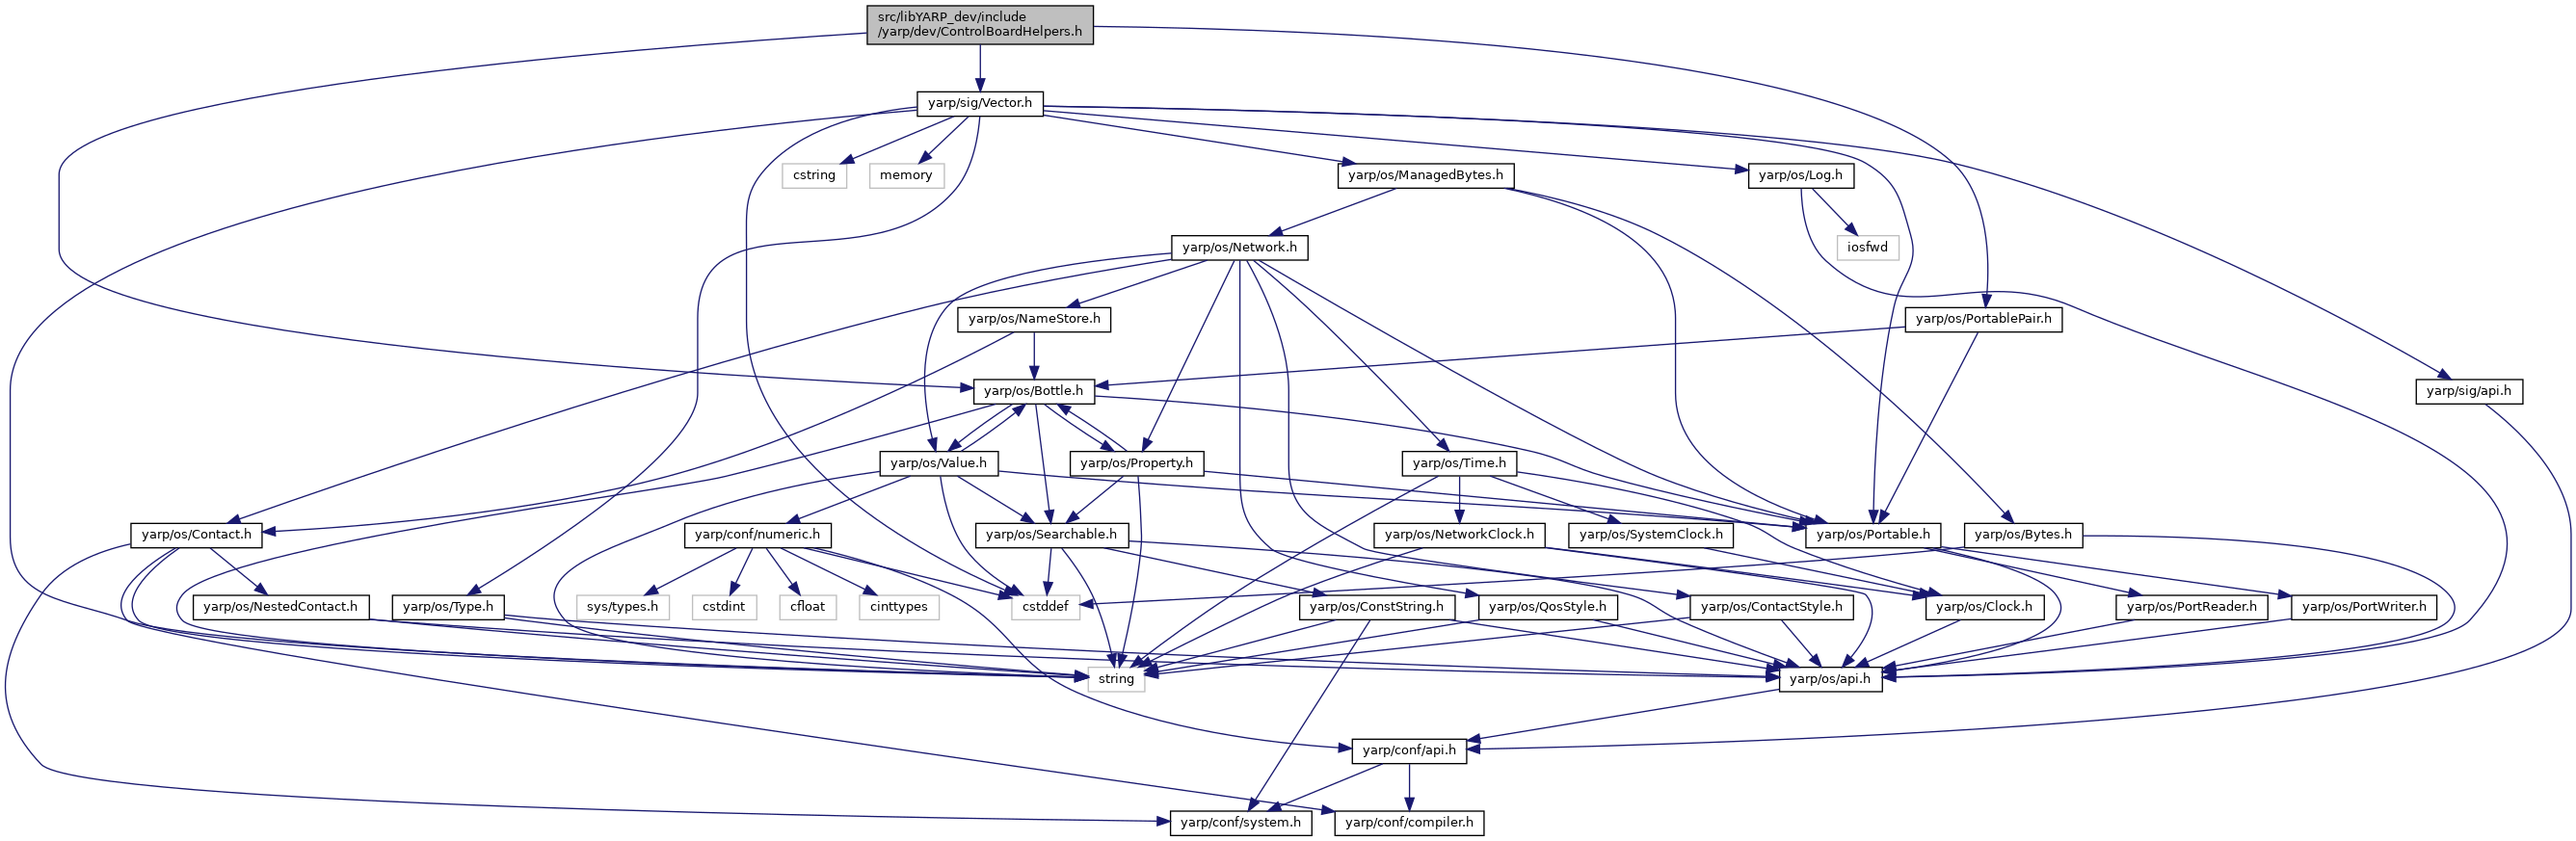 src/libYARP_dev/include
/yarp/dev/ControlBoardHelpers.h
yarp/sig/Vector.h
cstring
memory
yarp/os/ManagedBytes.h
yarp/os/Log.h
yarp/os/Network.h
iosfwd
yarp/os/NameStore.h
yarp/os/PortablePair.h
yarp/os/Bottle.h
yarp/sig/api.h
yarp/os/Value.h
yarp/os/Property.h
yarp/os/Time.h
yarp/os/Contact.h
yarp/conf/numeric.h
yarp/os/Searchable.h
yarp/os/NetworkClock.h
yarp/os/SystemClock.h
yarp/os/Portable.h
yarp/os/Bytes.h
yarp/os/NestedContact.h
yarp/os/Type.h
sys/types.h
cstdint
cfloat
cinttypes
cstddef
yarp/os/ConstString.h
yarp/os/QosStyle.h
yarp/os/ContactStyle.h
yarp/os/Clock.h
yarp/os/PortReader.h
yarp/os/PortWriter.h
string
yarp/os/api.h
yarp/conf/api.h
yarp/conf/system.h
yarp/conf/compiler.h